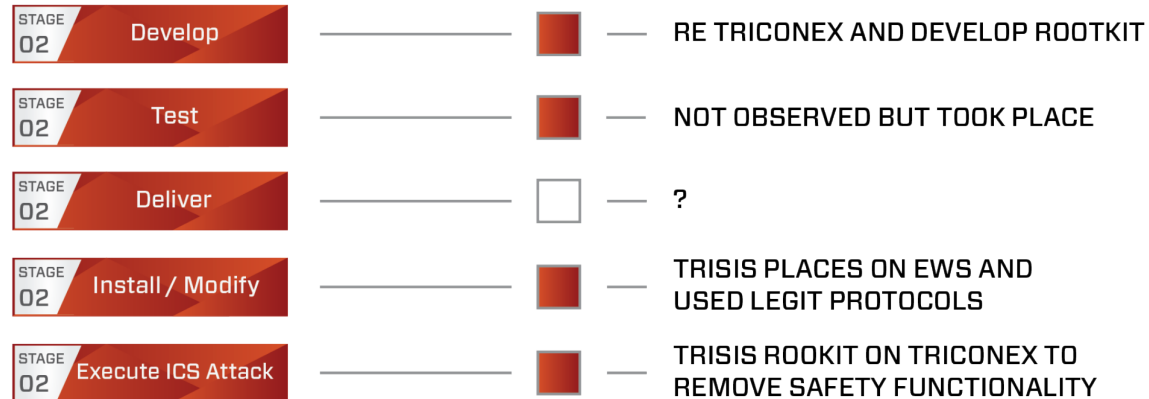 STAGE
02
Develop
RE TRICONEX AND DEVELOP ROOTKIT
STAGE
02
Test
NOT OBSERVED BUT TOOK PLACE
STAGE
02
Deliver
?
STAGE
02
Install / Modify
TRISIS PLACES ON EWS AND
USED LEGIT PROTOCOLS
STAGE
02
Execute ICS Attack
TRISIS ROOKIT ON TRICONEX TO
REMOVE SAFETY FUNCTIONALITY